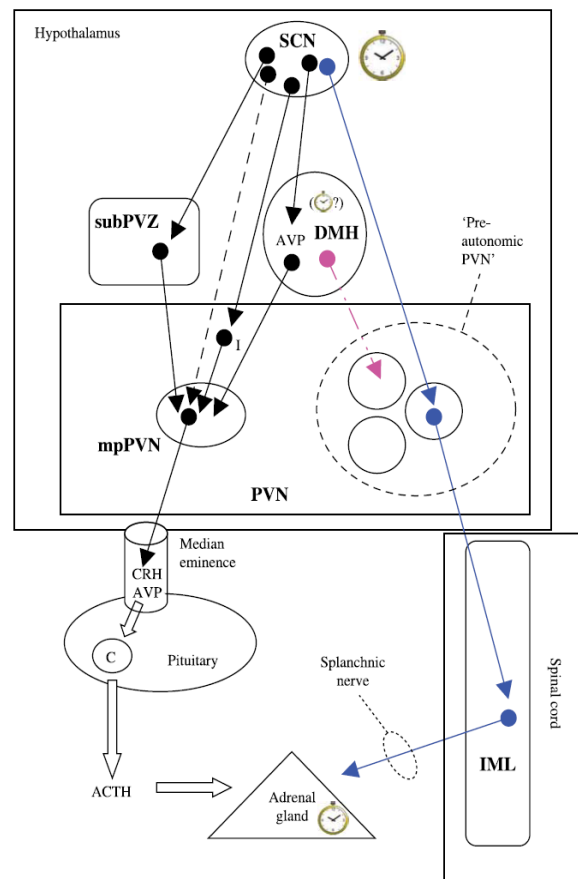 Hypothalamus
SCN
subPVZ
(?)
AVP
DMH
'Pre-
autonomic
PVN'
1
mpPVN
PVN
Median
eminence
CRH
AVP
C
Pituitary
Splanchnic
nerve
Spinal cord
IML
ACTH
Adrenal
gland